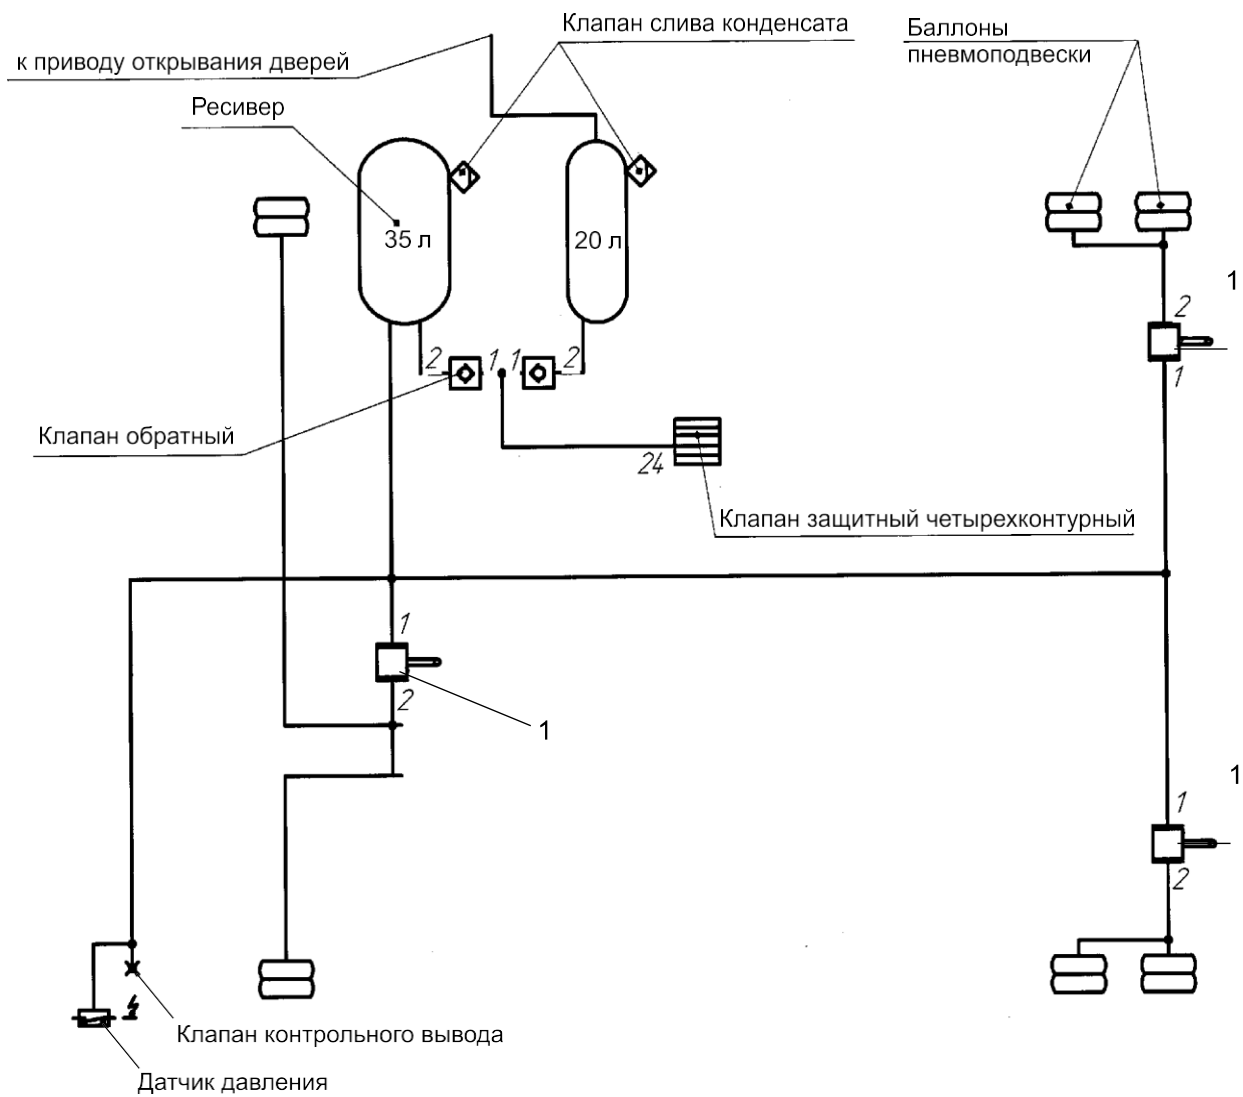 Клапан слива конденсата
Баллоны
пневмоподвески
к приводу открывания дверей
Ресивер
35 л
20 л
1
2
2
1
1
2
1
Клапан обратный
24
Клапан защитный четырехконтурный
1
2
1
1
1
2
Клапан контрольного вывода
Датчик давления